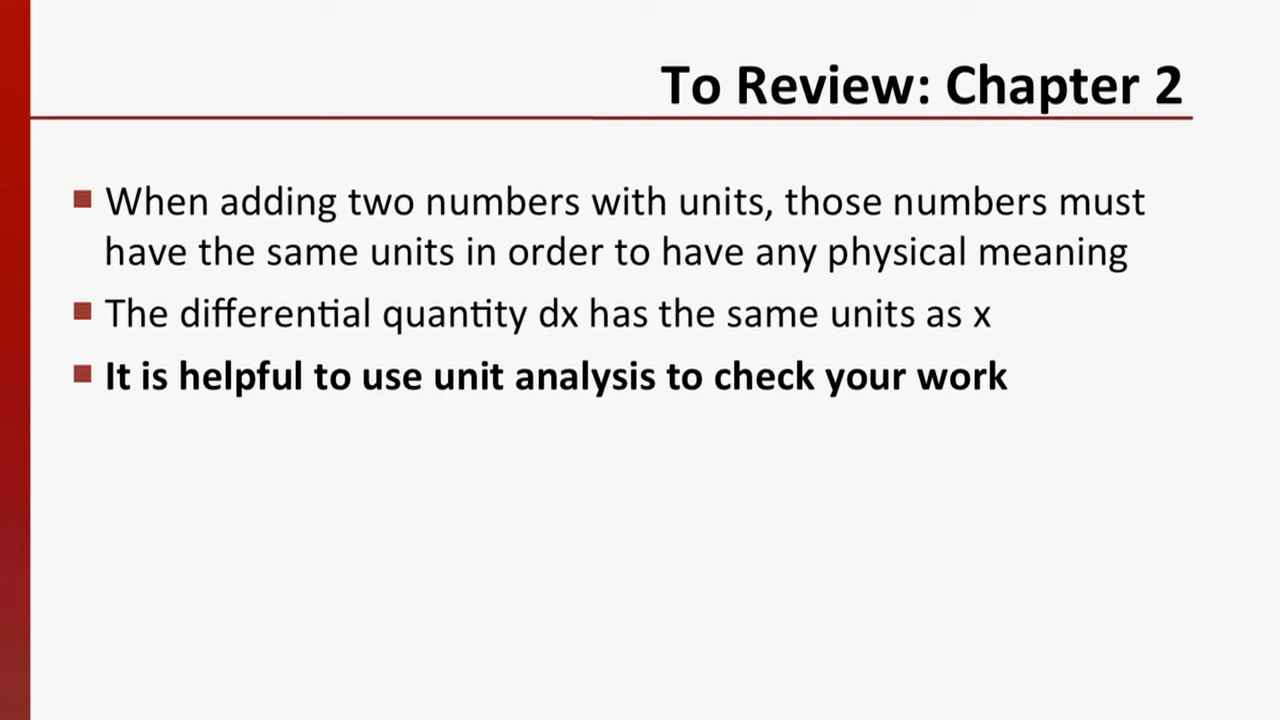 To Review: Chapter 2
When adding two numbers with units, those numbers must
have the same units in order to have any physical meaning
The differential quantity dx has the same units as x
It is helpful to use unit analysis to check your work